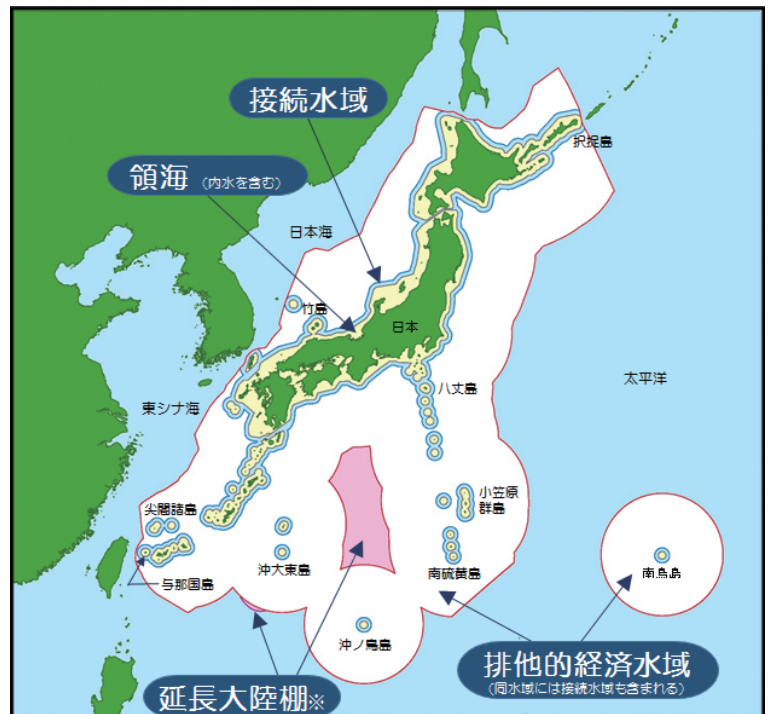 接続水域
択捉島
領海 (内水を含む)
日本海
竹島
日本
八丈島
太平洋
東シナ海
小笠原
群島
尖閣諸島
沖大東島
南硫黄島
南鳥島
与那国島
沖ノ鳥島
排他的経済水域
(同水域には接続水域も含まれる)
延長大陸棚※